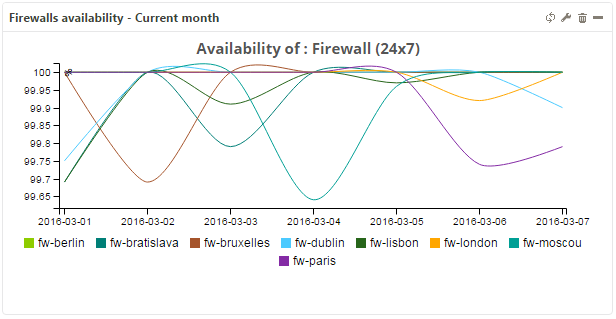 Firewalls availability - Current month
Availability of : Firewall (24x7)
100
99.95
99.9
99.85
99.8
99.75
99.7
99.65
2016-03-01 2016-03-02 2016-03-03 2016-03-04 2016-03-05 2016-03-06 2016-03-07
fw-berlin fw-bratislava fw-bruxelles fw-dublin fw-lisbon fw-london fw-moscou
fw-paris